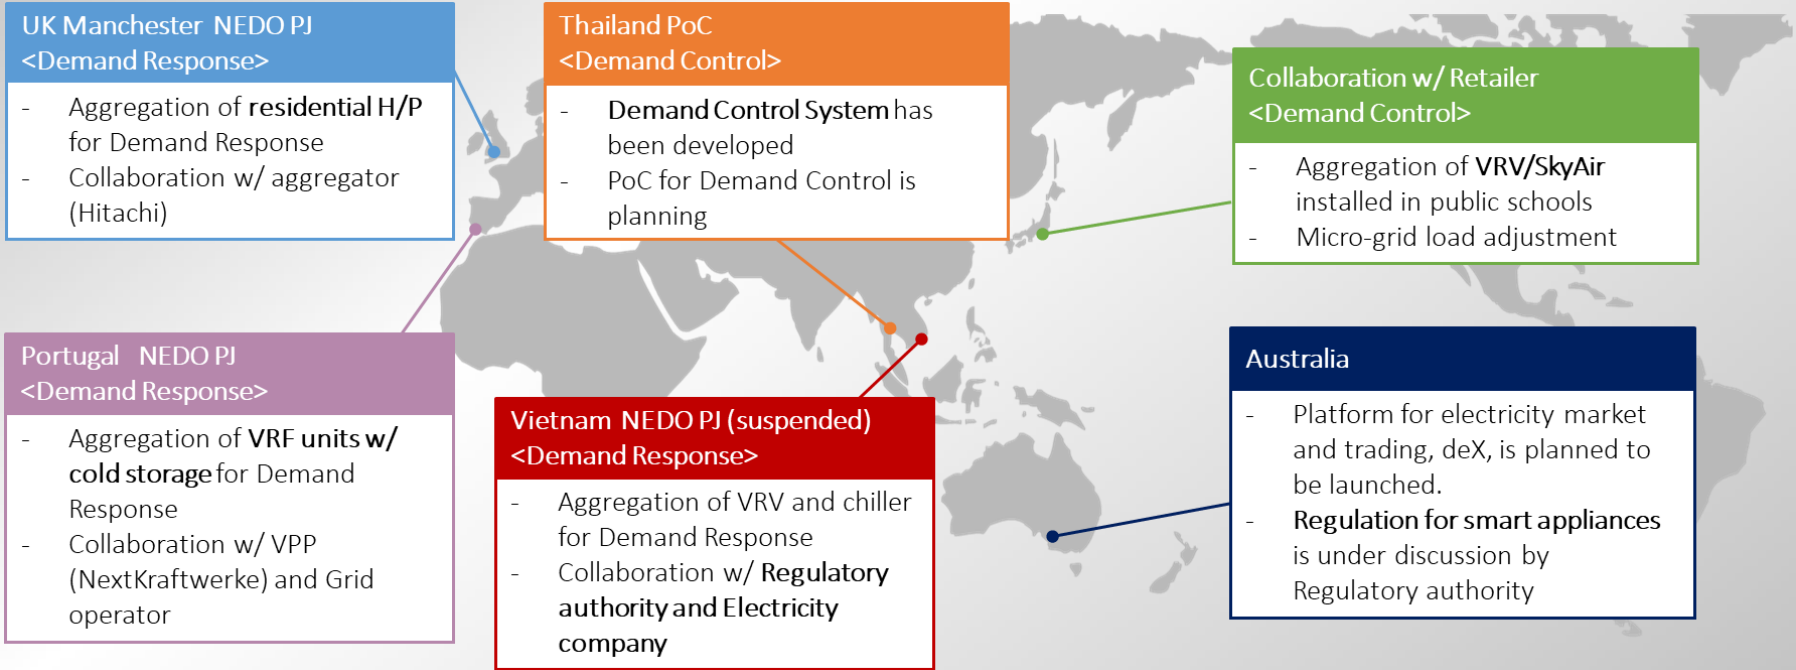 UK Manchester NEDO PJ
<Demand Response>
- Aggregation of residential H/P
for Demand Response
- Collaboration w/ aggregator
(Hitachi)
Thailand PoC
<Demand Control>
- Demand Control System has
been developed
- PoC for Demand Control is
planning
Collaboration w/ Retailer
<Demand Control>
- Aggregation of VRV/SkyAir
installed in public schools
- Micro-grid load adjustment
Portugal NEDO PJ
<Demand Response>
- Aggregation of VRF units w/
cold storage for Demand
Response
- Collaboration w/ VPP
(NextKraftwerke) and Grid
operator
Vietnam NEDO PJ (suspended)
<Demand Response>
- Aggregation of VRV and chiller
for Demand Response
- Collaboration w/ Regulatory
authority and Electricity
company
Australia
- Platform for electricity market
and trading, deX, is planned to
be launched.
- Regulation for smart appliances
is under discussion by
Regulatory authority